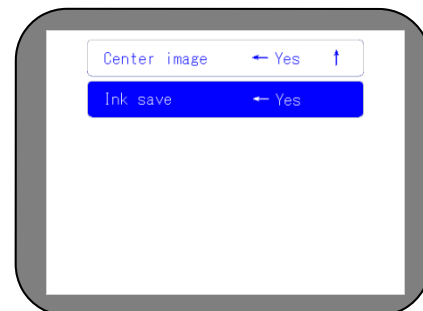 Center image ← Yes ↑
Ink save ← Yes